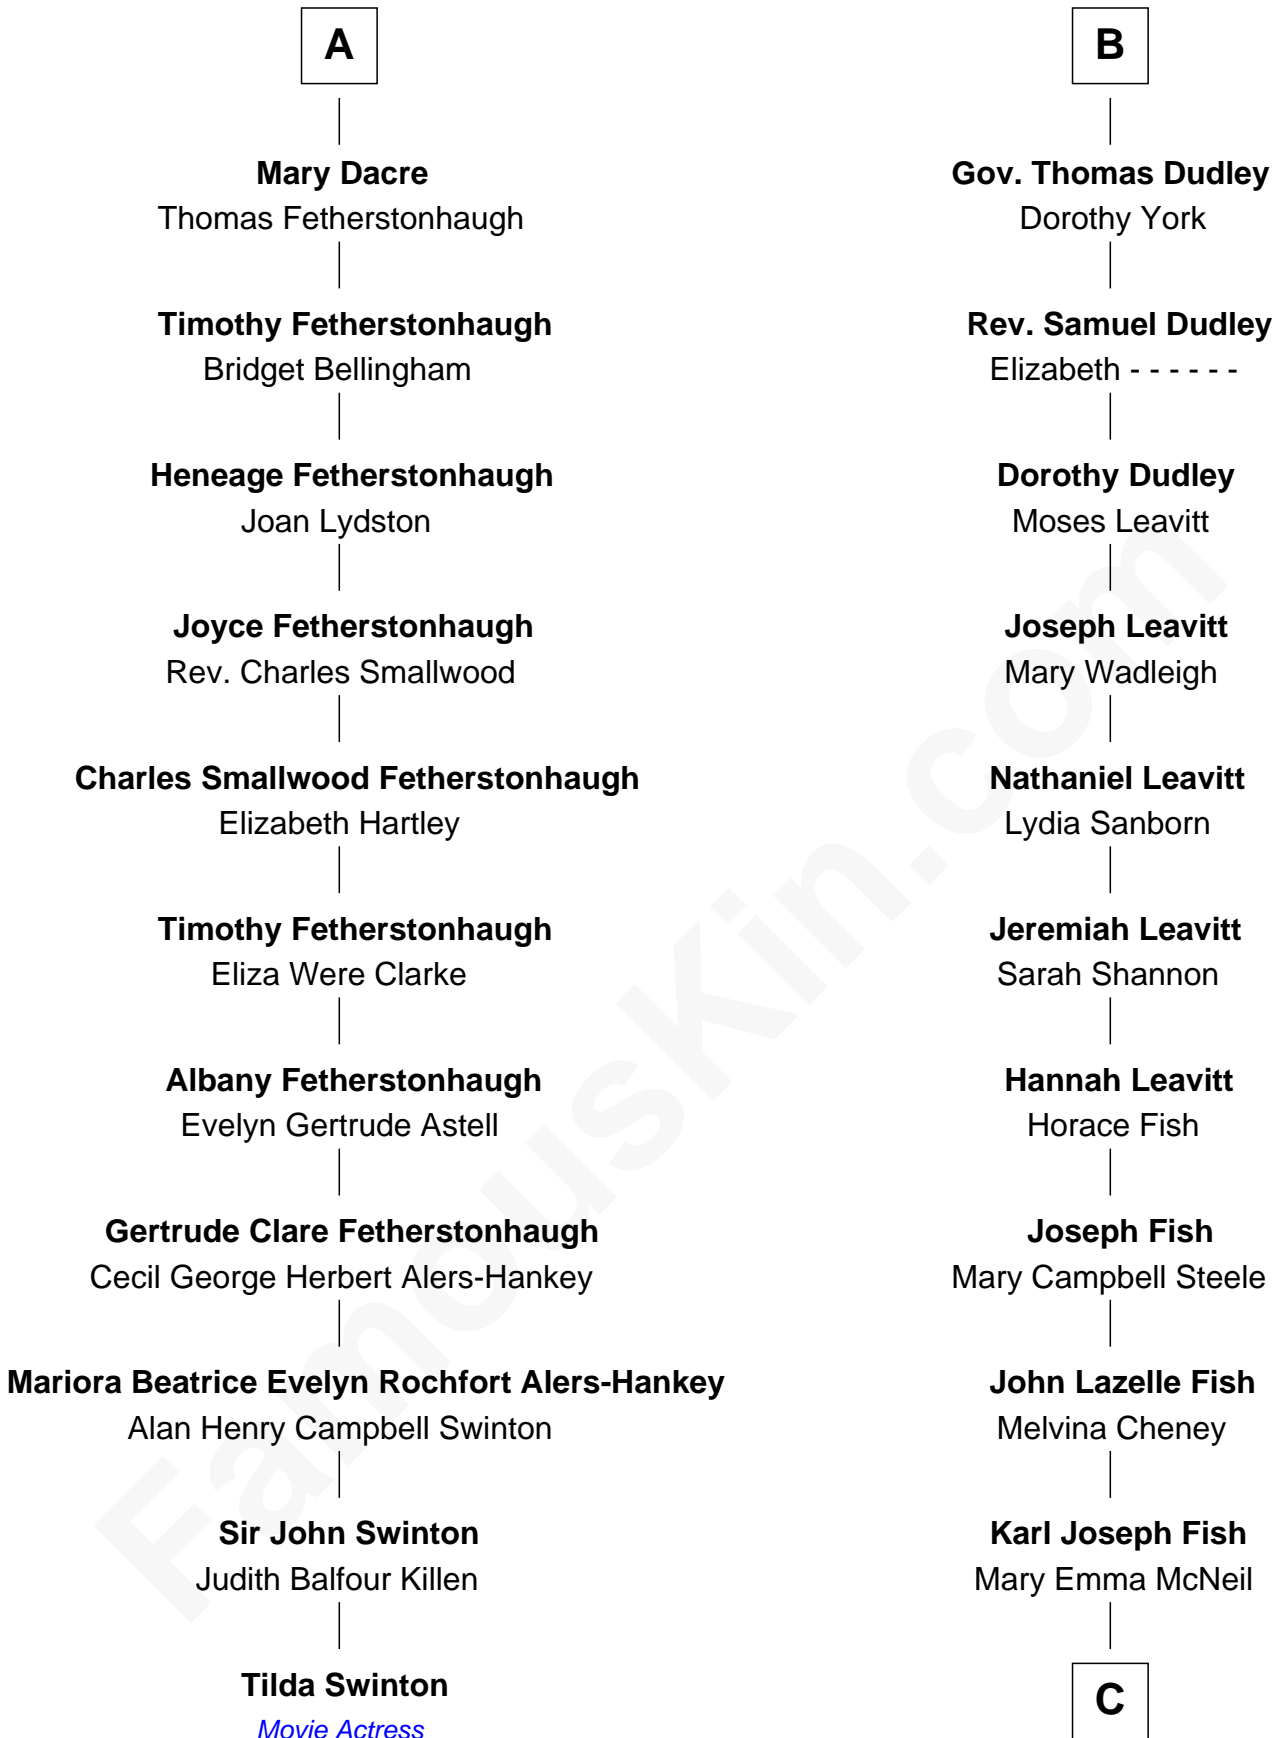 A
Mary Dacre
Thomas Fetherstonhaugh
Timothy Fetherstonhaugh
Bridget Bellingham
Heneage Fetherstonhaugh
Joan Lydston
Joyce Fetherstonhaugh
Rev. Charles Smallwood
Charles Smallwood Fetherstonhaugh
Elizabeth Hartley
Timothy Fetherstonhaugh
Eliza Were Clarke
Albany Fetherstonhaugh
Evelyn Gertrude Astell
Gertrude Clare Fetherstonhaugh
Cecil George Herbert Alers-Hankey
Mariora Beatrice Evelyn Rochfort Alers-Hankey
Alan Henry Campbell Swinton
Sir John Swinton
Judith Balfour Killen
Tilda Swinton
Movie Actress
B
Gov. Thomas Dudley
Dorothy York
Rev. Samuel Dudley
Elizabeth - - - - - -
Dorothy Dudley
Moses Leavitt
Joseph Leavitt
Mary Wadleigh
Nathaniel Leavitt
Lydia Sanborn
Jeremiah Leavitt
Sarah Shannon
Hannah Leavitt
Horace Fish
Joseph Fish
Mary Campbell Steele
John Lazelle Fish
Melvina Cheney
Karl Joseph Fish
Mary Emma McNeil
C
FamousKin.com